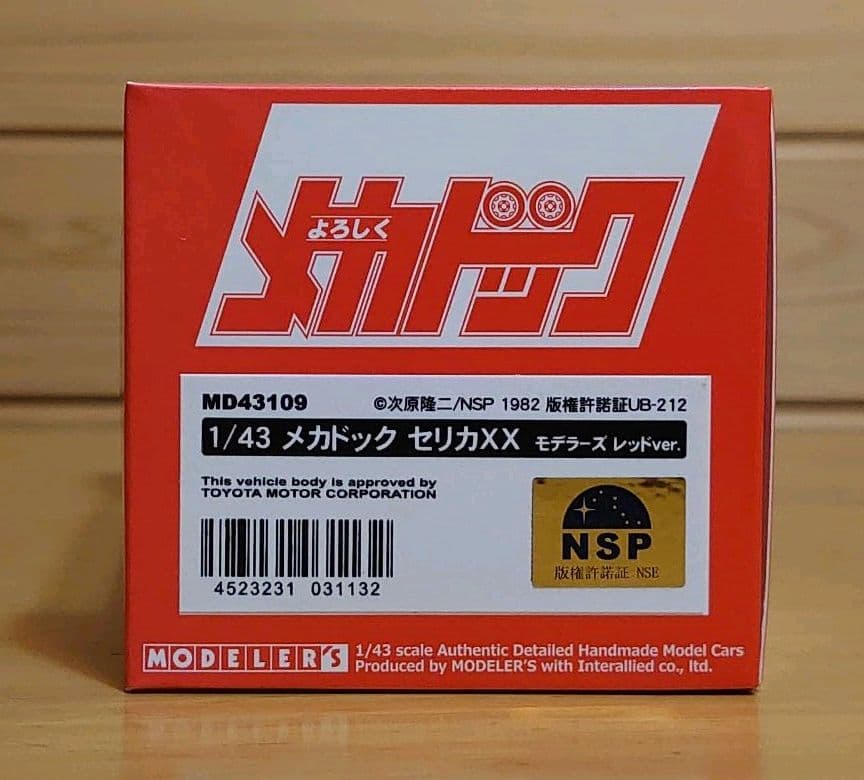 よろしく
メカドック
MD43109 ©次原隆二/NSP 1982 版権許諾証UB-212
1/43 メカドック セリカXX モデラーズ レッドver.
This vehicle body is approved by
TOYOTA MOTOR CORPORATION
NSP
版権許諾証 NSE
4523231 031132
MODELER'S
1/43 scale Authentic Detailed Handmade Model Cars
Produced by MODELER'S with Interallied co., ltd.